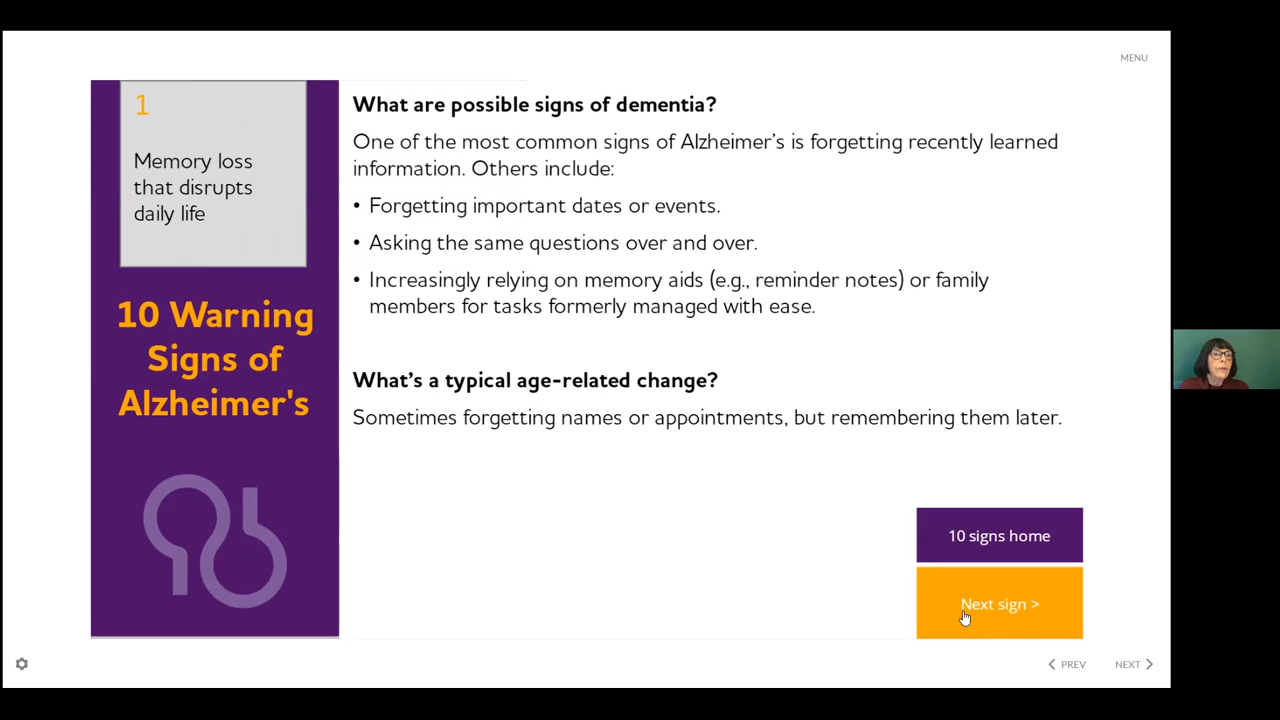 MENU
1
Memory loss
that disrupts
daily life
10 Warning
Signs of
Alzheimer's
What are possible signs of dementia?
One of the most common signs of Alzheimer’s is forgetting recently learned
information. Others include:
• Forgetting important dates or events.
• Asking the same questions over and over.
• Increasingly relying on memory aids (e.g., reminder notes) or family
members for tasks formerly managed with ease.
What’s a typical age-related change?
Sometimes forgetting names or appointments, but remembering them later.
10 signs home
Next sign >
< PREV
NEXT >